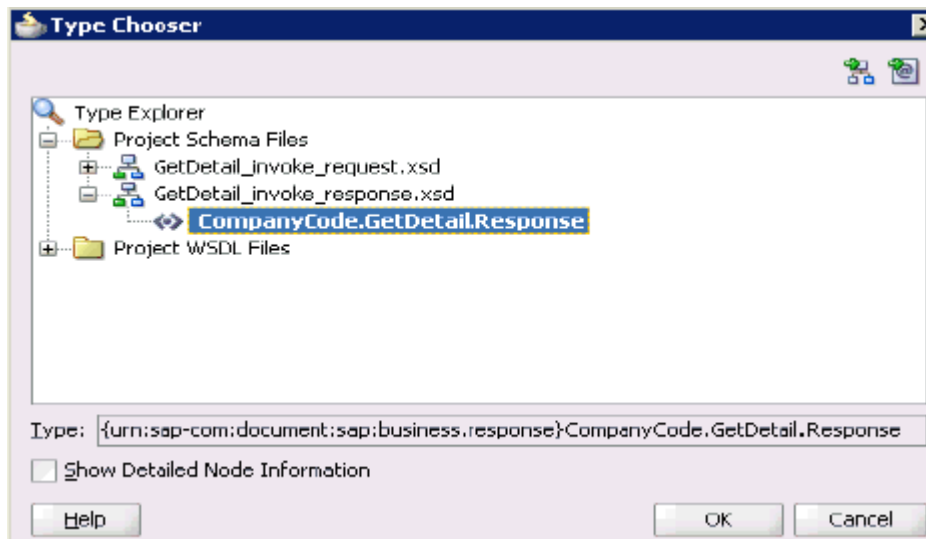 Type Chooser
Type Explorer
Project Schema Files
GetDetail_invoke_request.xsd
GetDetail_invoke_response.xsd
CompanyCode.GetDetail.Response
Project WSDL Files
Type: {urn:sap-com:document:sap:business.response}CompanyCode.GetDetail.Response
Show Detailed Node Information
Help OK Cancel